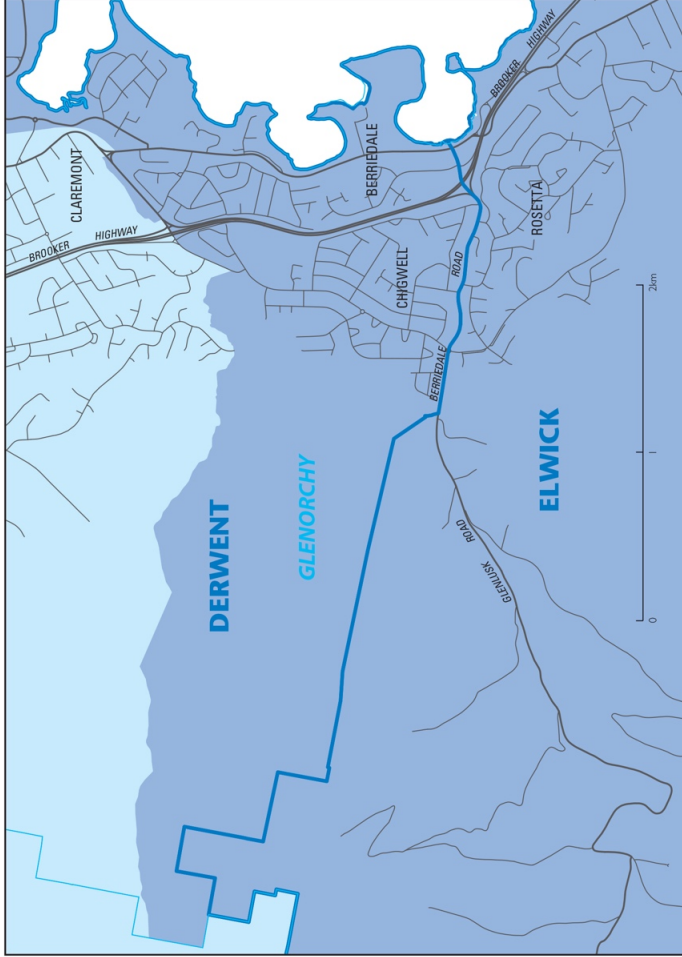 CLAREMONT
BROOKER HIGHWAY
BROOKER HIGHWAY
BERRIEDALE
CHIGWELL
ROSETTA
BERRIEDALE ROAD
DERWENT
GLENORCHY
ELWICK
GLENLUSK ROAD
0 1 2km